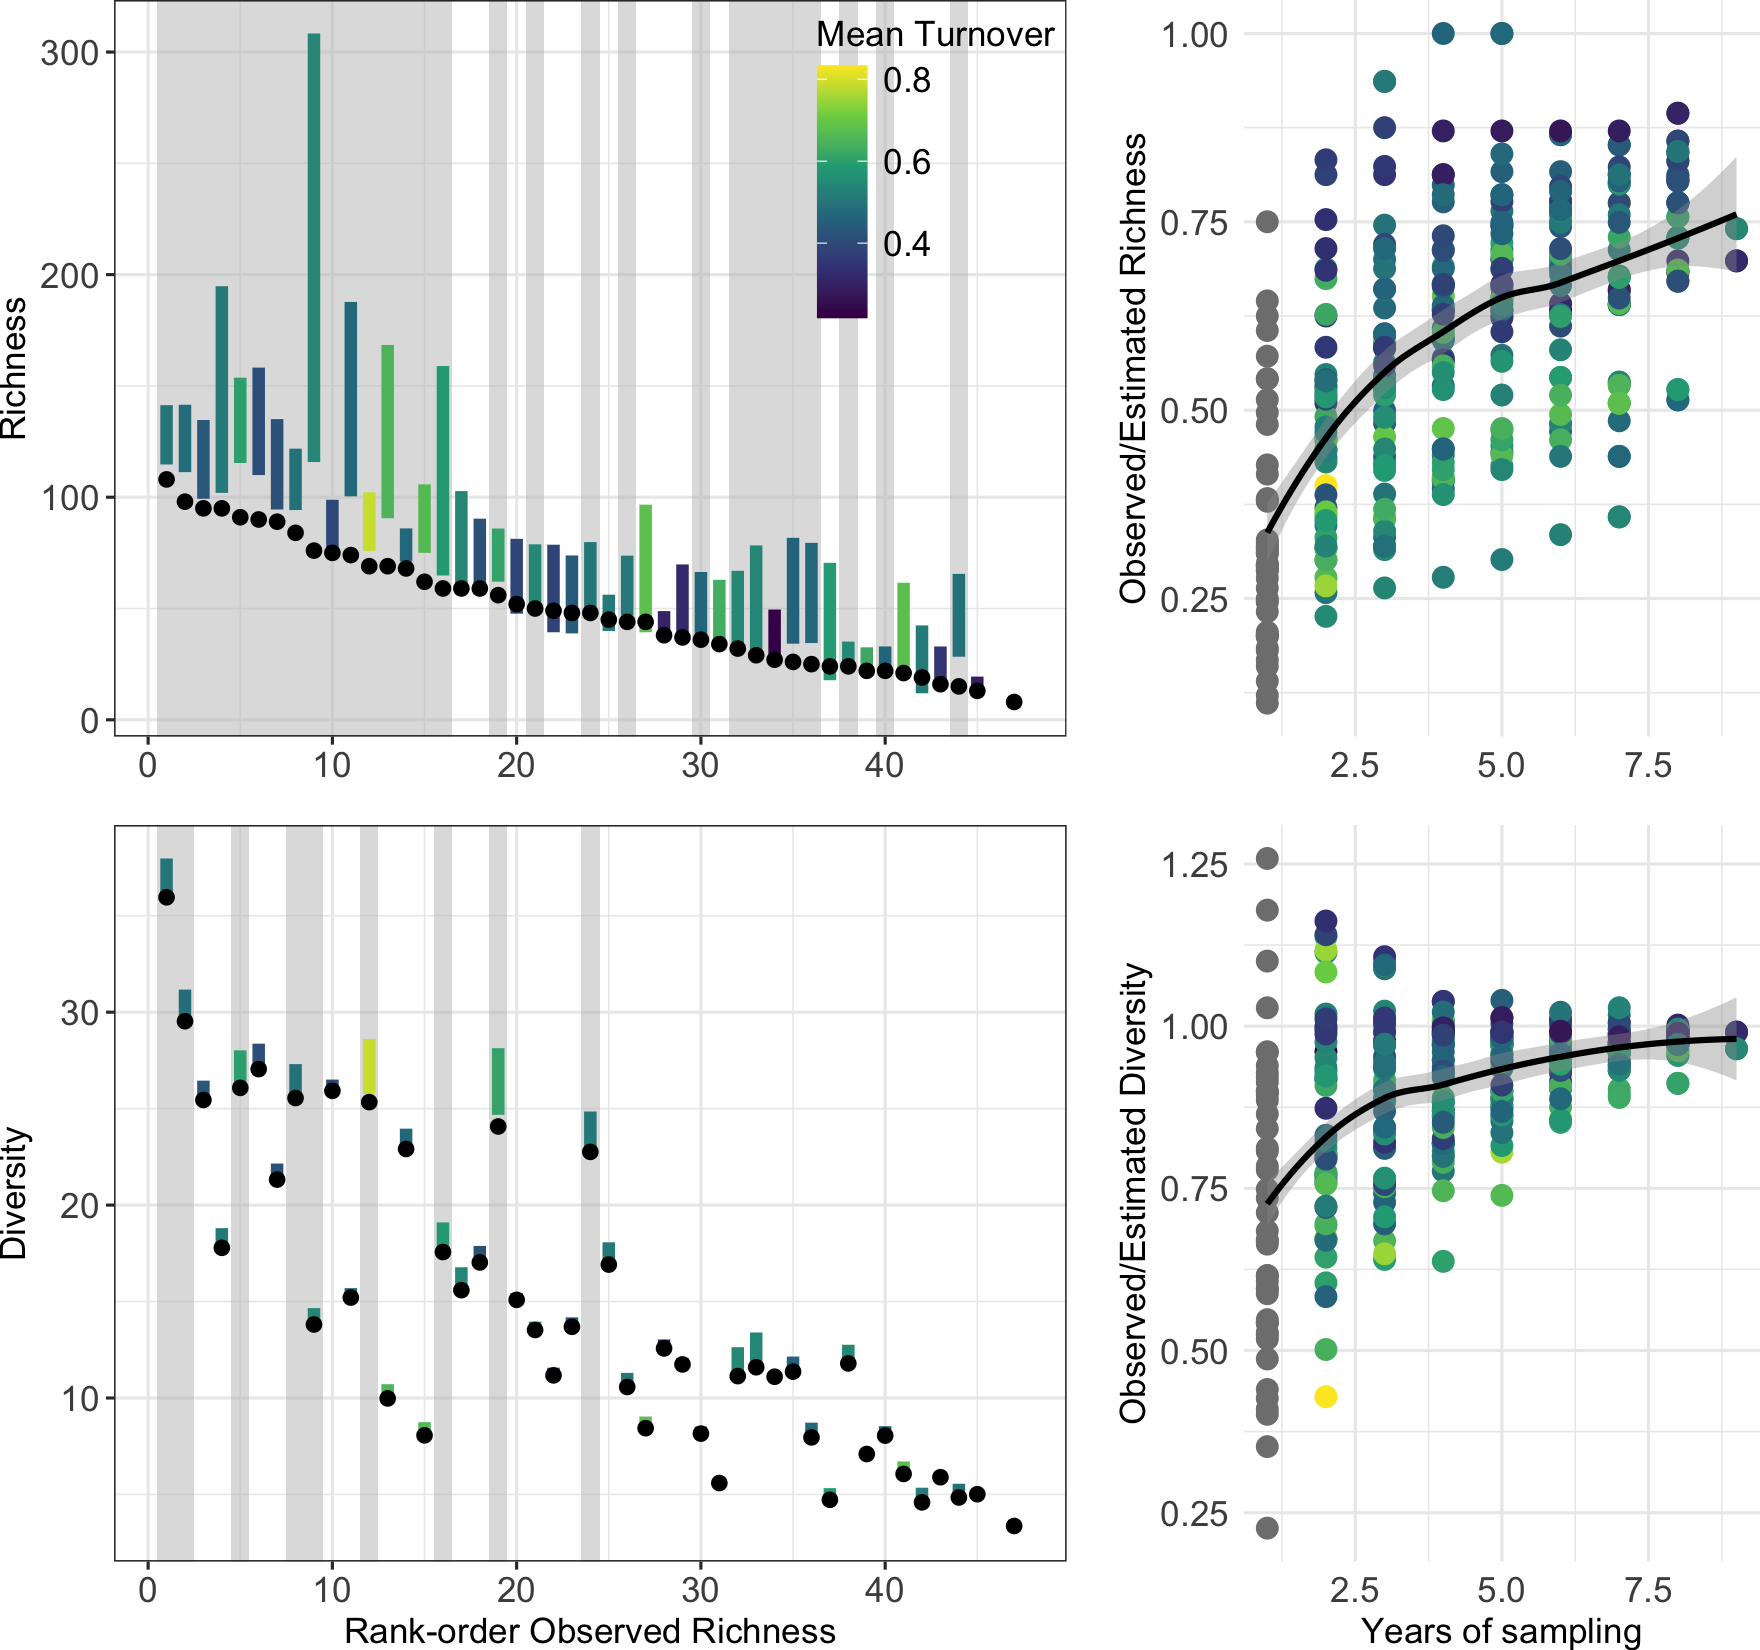 Mean Turnover
0.8
0.6
0.4
Richness
300
200
100
0
0 10 20 30 40
Observed/Estimated Richness
1.00
0.75
0.50
0.25
2.5 5.0 7.5
Diversity
30
20
10
0 10 20 30 40
Rank-order Observed Richness
Observed/Estimated Diversity
1.25
1.00
0.75
0.50
0.25
2.5 5.0 7.5
Years of sampling